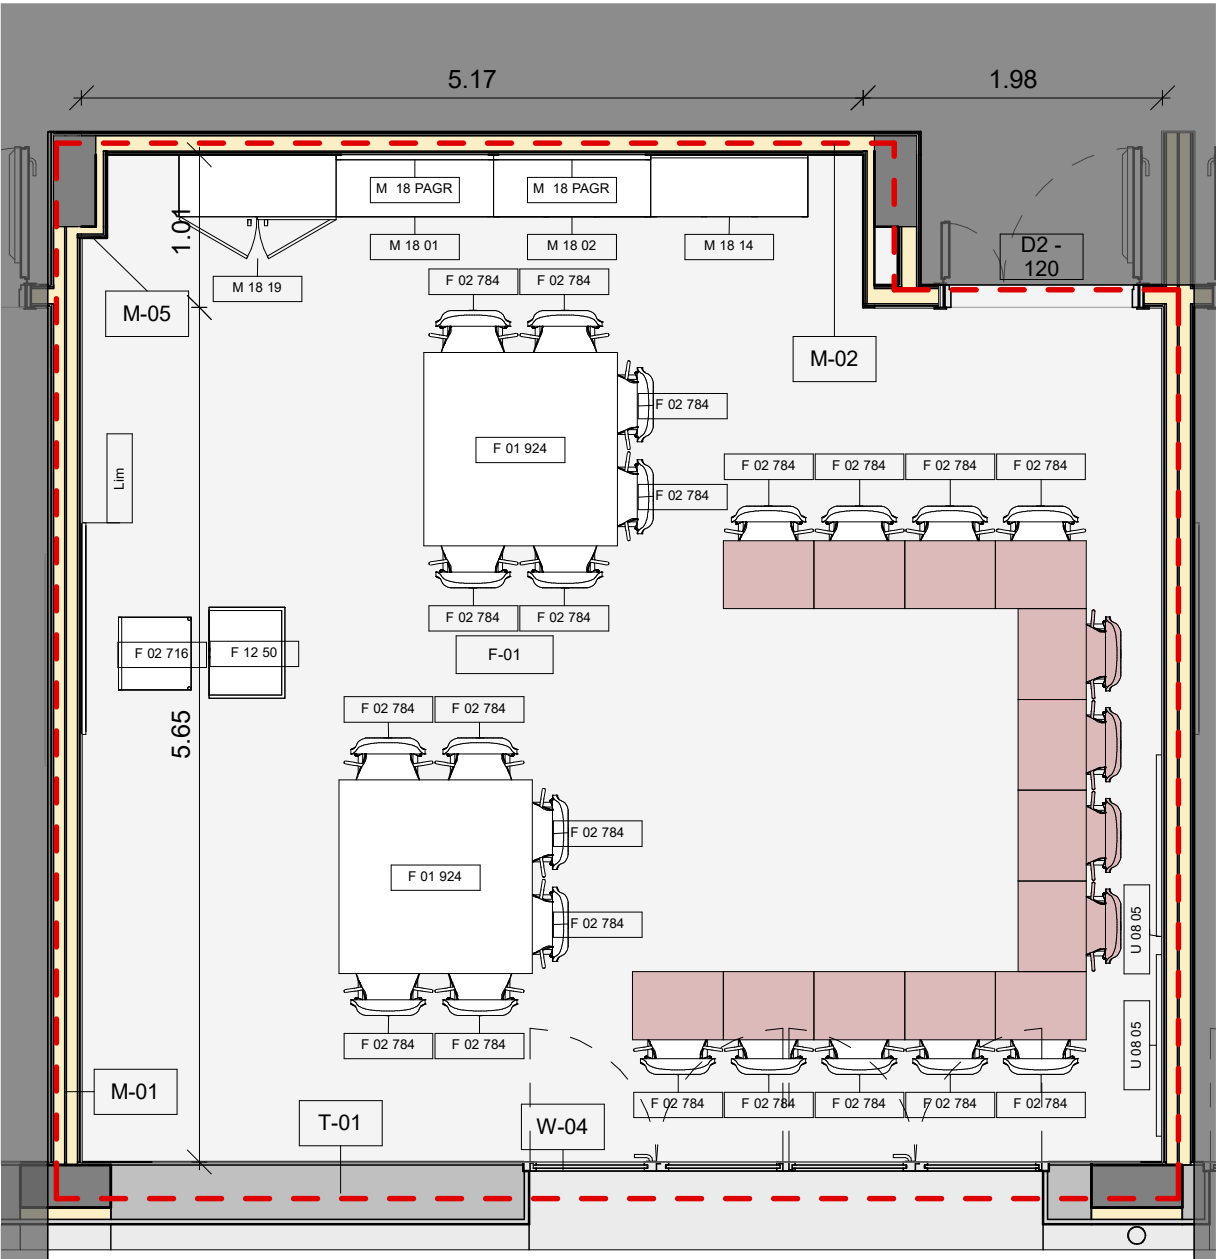 5.17
1.98
M 18 PAGR
M 18 PAGR
1.01
M 18 01
M 18 02
M 18 14
D2 -
120
M 18 19
F 02 784
F 02 784
M-05
M-02
F 02 784
F 01 924
Lim
F 02 784
F 02 784
F 02 784
F 02 784
F 02 784
F 02 784
F 02 784
F-01
F 02 716
F 12 50
5.65
F 02 784
F 02 784
F 02 784
F 01 924
F 02 784
U 08 05
F 02 784
F 02 784
U 08 05
M-01
F 02 784
F 02 784
F 02 784
F 02 784
F 02 784
T-01
W-04